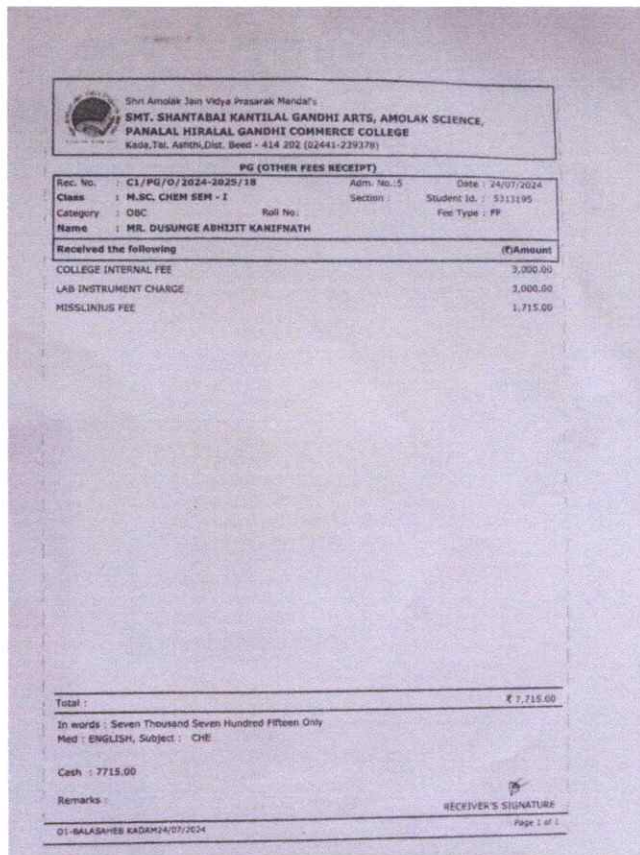 Shri Amolak Jain Vidya Prasarak Mandal's
SMT. SHANTABAI KANTILAL GANDHI ARTS, AMOLAK SCIENCE,
PANALAL HIRALAL GANDHI COMMERCE COLLEGE
Kada,Tal. Ashthi,Dist. Beed - 414 202 (02441-239378)
PG (OTHER FEES RECEIPT)
Rec. No. : C1/PG/O/2024-2025/18 Adm. No.:5 Date : 24/07/2024
Class : M.SC. CHEM SEM - I Section : Student Id. : 5313195
Category : OBC Roll No: Fee Type : FP
Name : MR. DUSUNGE ABHIJIT KANIFNATH
Received the following (₹)Amount
COLLEGE INTERNAL FEE 3,000.00
LAB INSTRUMENT CHARGE 3,000.00
MISSLINIUS FEE 1,715.00
Total : ₹ 7,715.00
In words : Seven Thousand Seven Hundred Fifteen Only
Med : ENGLISH, Subject : CHE
Cash : 7715.00
Remarks :
RECEIVER'S SIGNATURE
O1-BALASAHEB KADAM24/07/2024 Page 1 of 1